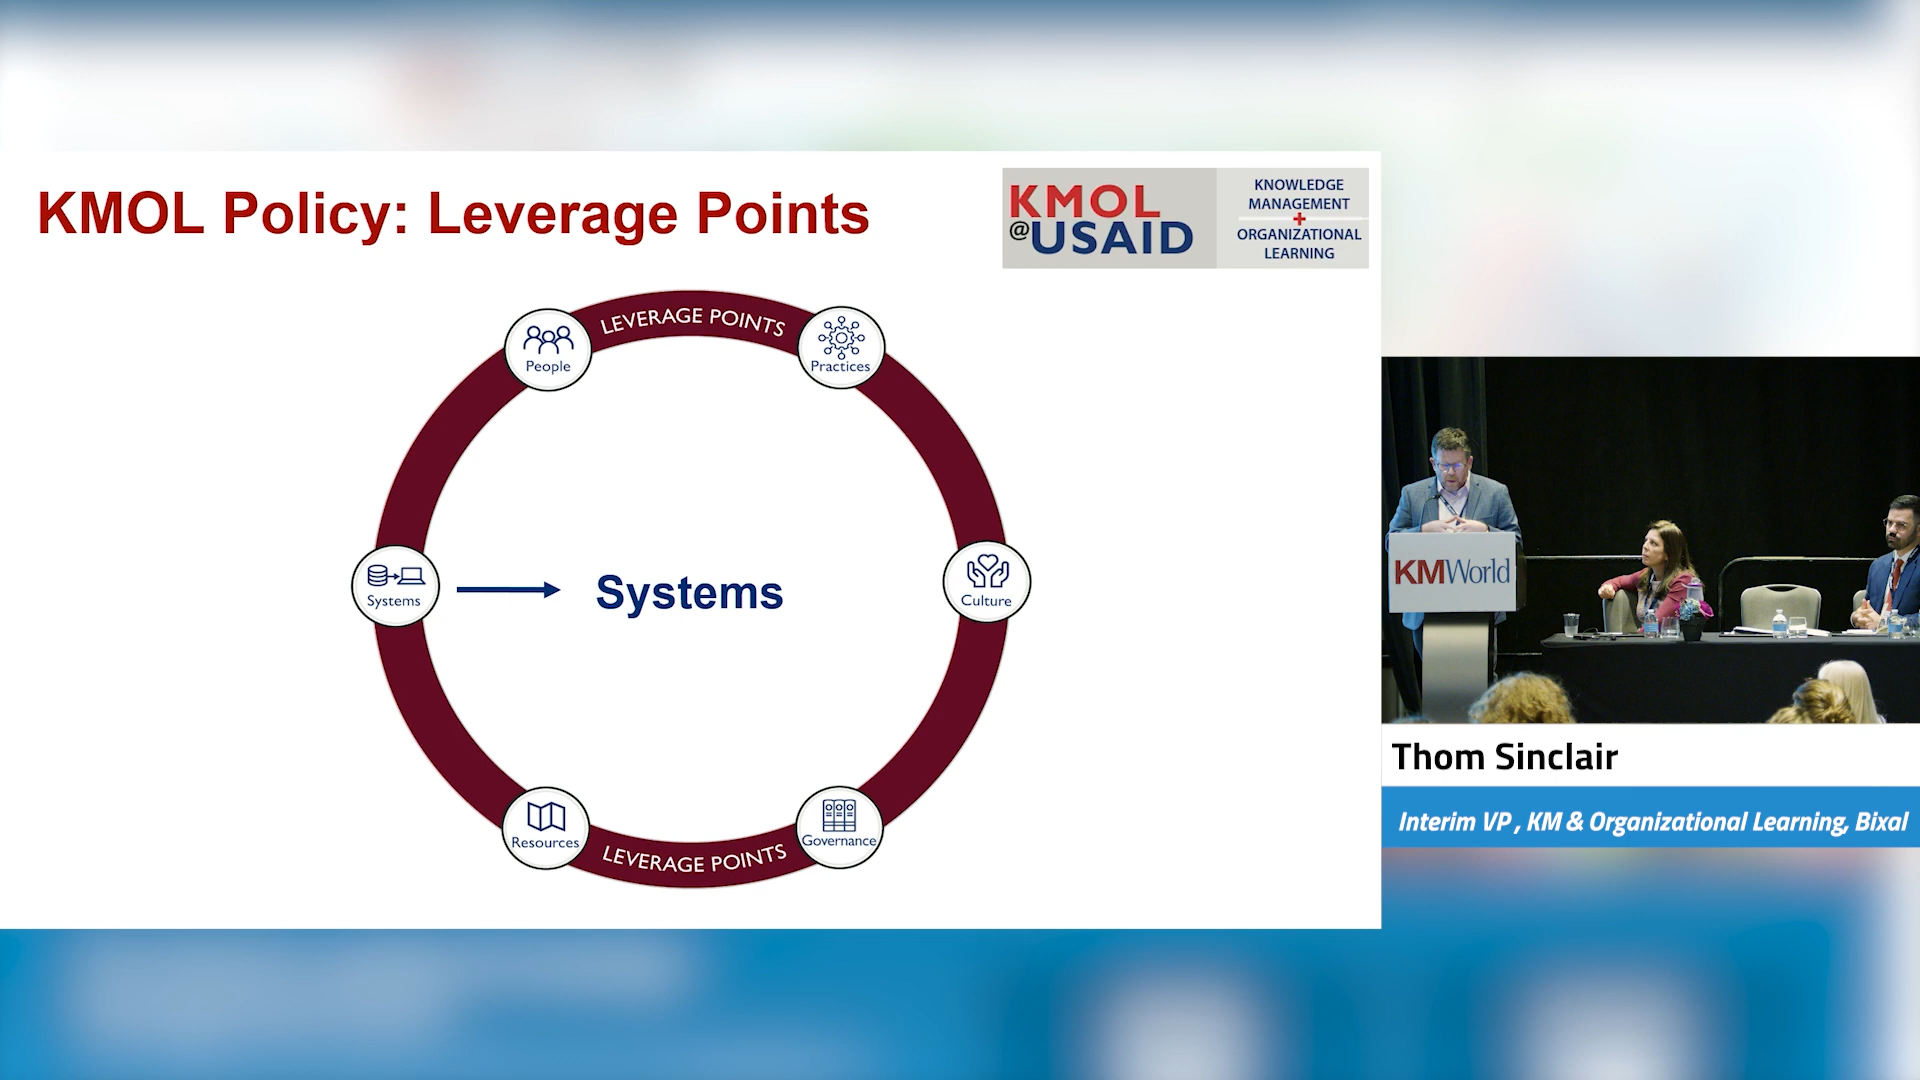 KMOL Policy: Leverage Points
KMOL
@USAID
KNOWLEDGE
MANAGEMENT
+
ORGANIZATIONAL
LEARNING
LEVERAGE POINTS
People
Practices
Systems
Systems
Culture
Resources
Governance
LEVERAGE POINTS
KMWorld
Thom Sinclair
Interim VP , KM & Organizational Learning, Bixal